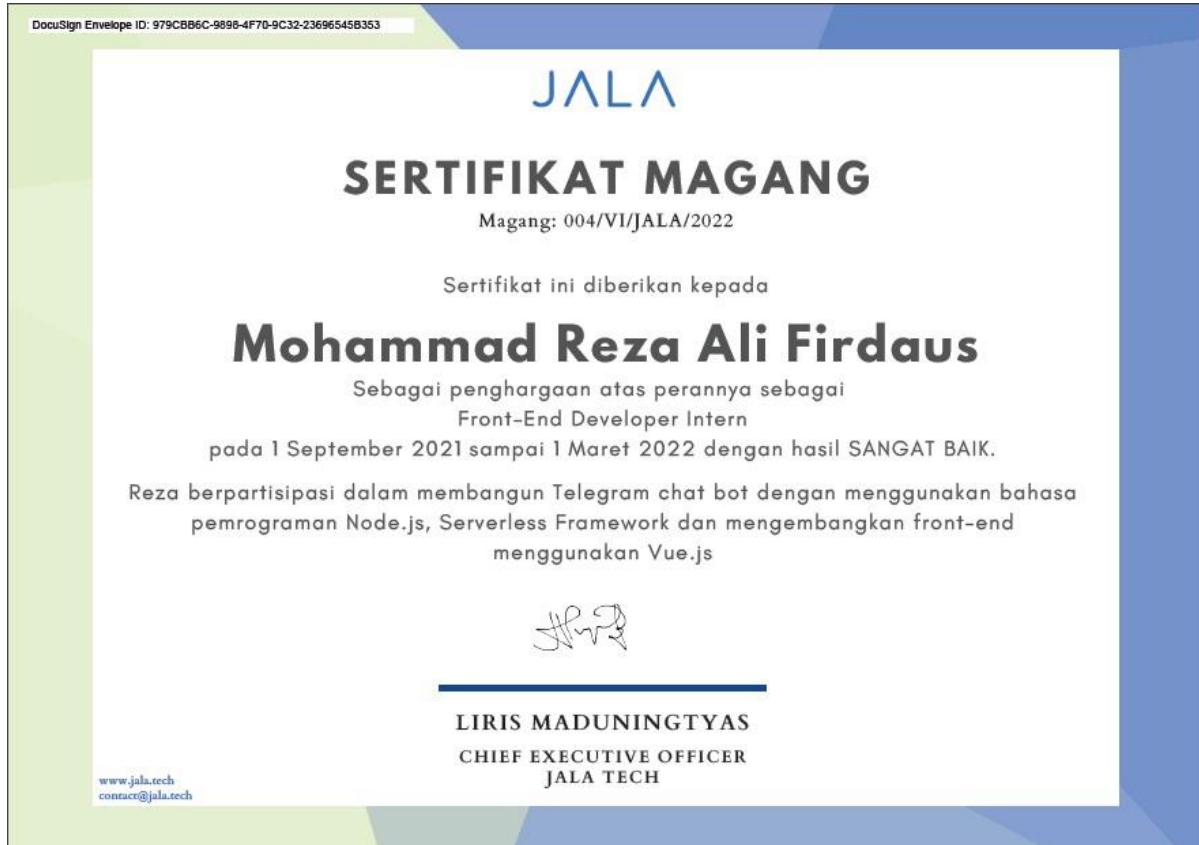 DocuSign Envelope ID: 979CBB6C-9898-4F70-9C32-23696545B353
JALA
SERTIFIKAT MAGANG
Magang: 004/VI/JALA/2022
Sertifikat ini diberikan kepada
Mohammad Reza Ali Firdaus
Sebagai penghargaan atas perannya sebagai
Front-End Developer Intern
pada 1 September 2021 sampai 1 Maret 2022 dengan hasil SANGAT BAIK.
Reza berpartisipasi dalam membangun Telegram chat bot dengan menggunakan bahasa
pemrograman Node.js, Serverless Framework dan mengembangkan front-end
menggunakan Vue.js
LIRIS MADUNINGTYAS
CHIEF EXECUTIVE OFFICER
JALA TECH
www.jala.tech
contact@jala.tech